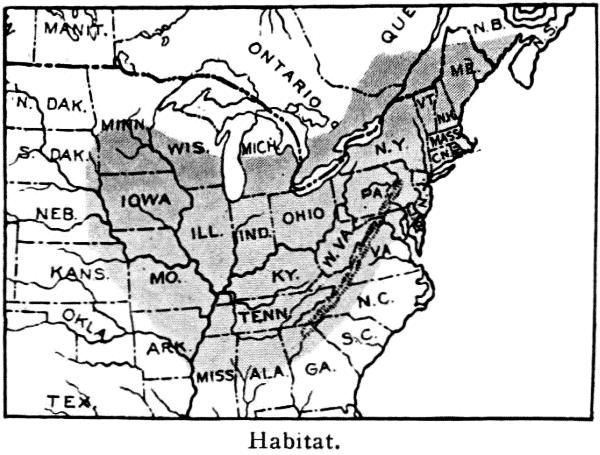 MANIT.
QUE
N.B.
N.S.
ONTARIO
ME.
N. DAK.
MINN.
VT.
N.H.
WIS.
MICH.
N.Y.
MASS
S. DAK.
CNE
IOWA
PA.
NEB.
ILL.
IND.
OHIO
W.VA.
VA.
KANS.
MO.
KY.
N.C.
OKLA.
TENN.
S.C.
ARK.
MISS.
ALA.
GA.
TEX.
Habitat.